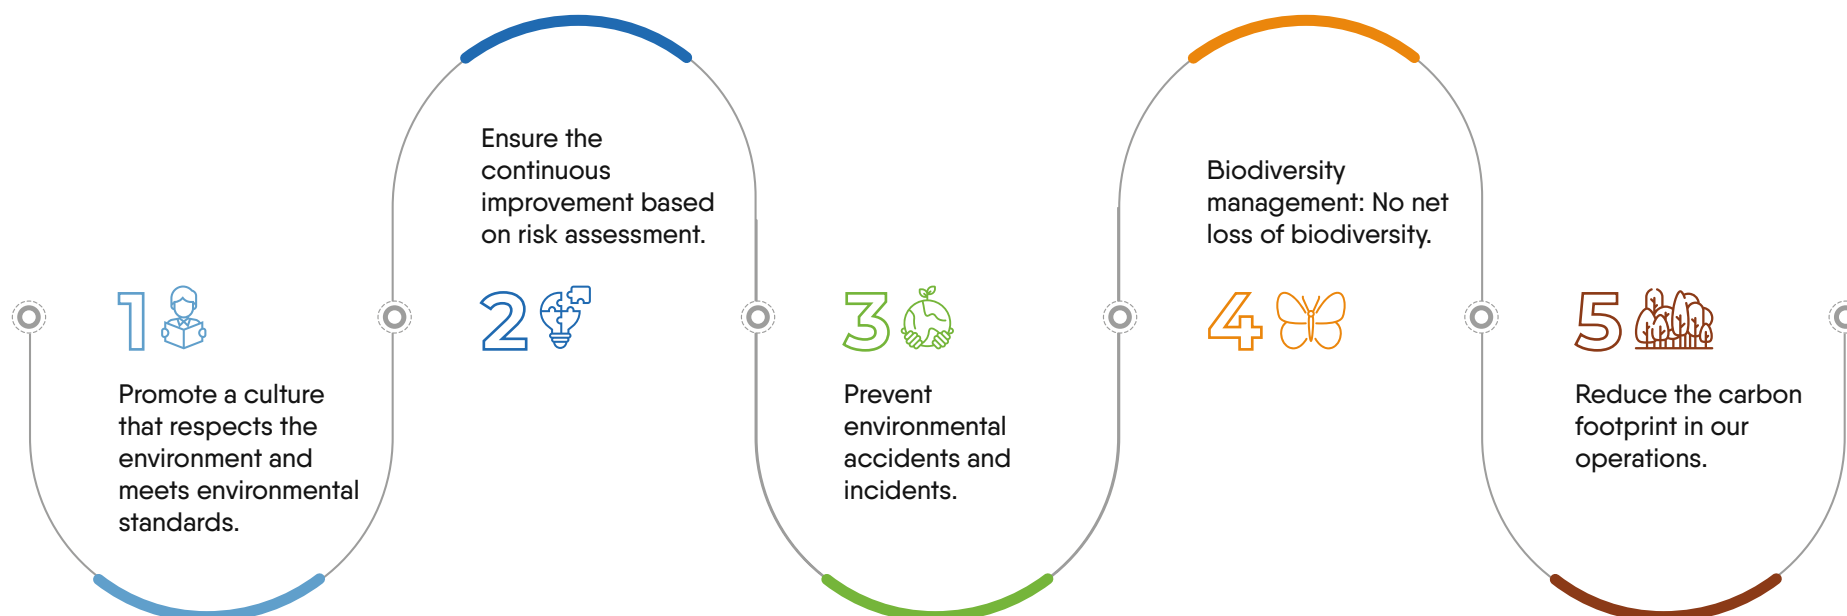 1
Promote a culture
that respects the
environment and
meets environmental
standards.
Ensure the
continuous
improvement based
on risk assessment.
2
3
Prevent
environmental
accidents and
incidents.
Biodiversity
management: No net
loss of biodiversity.
4
5
Reduce the carbon
footprint in our
operations.